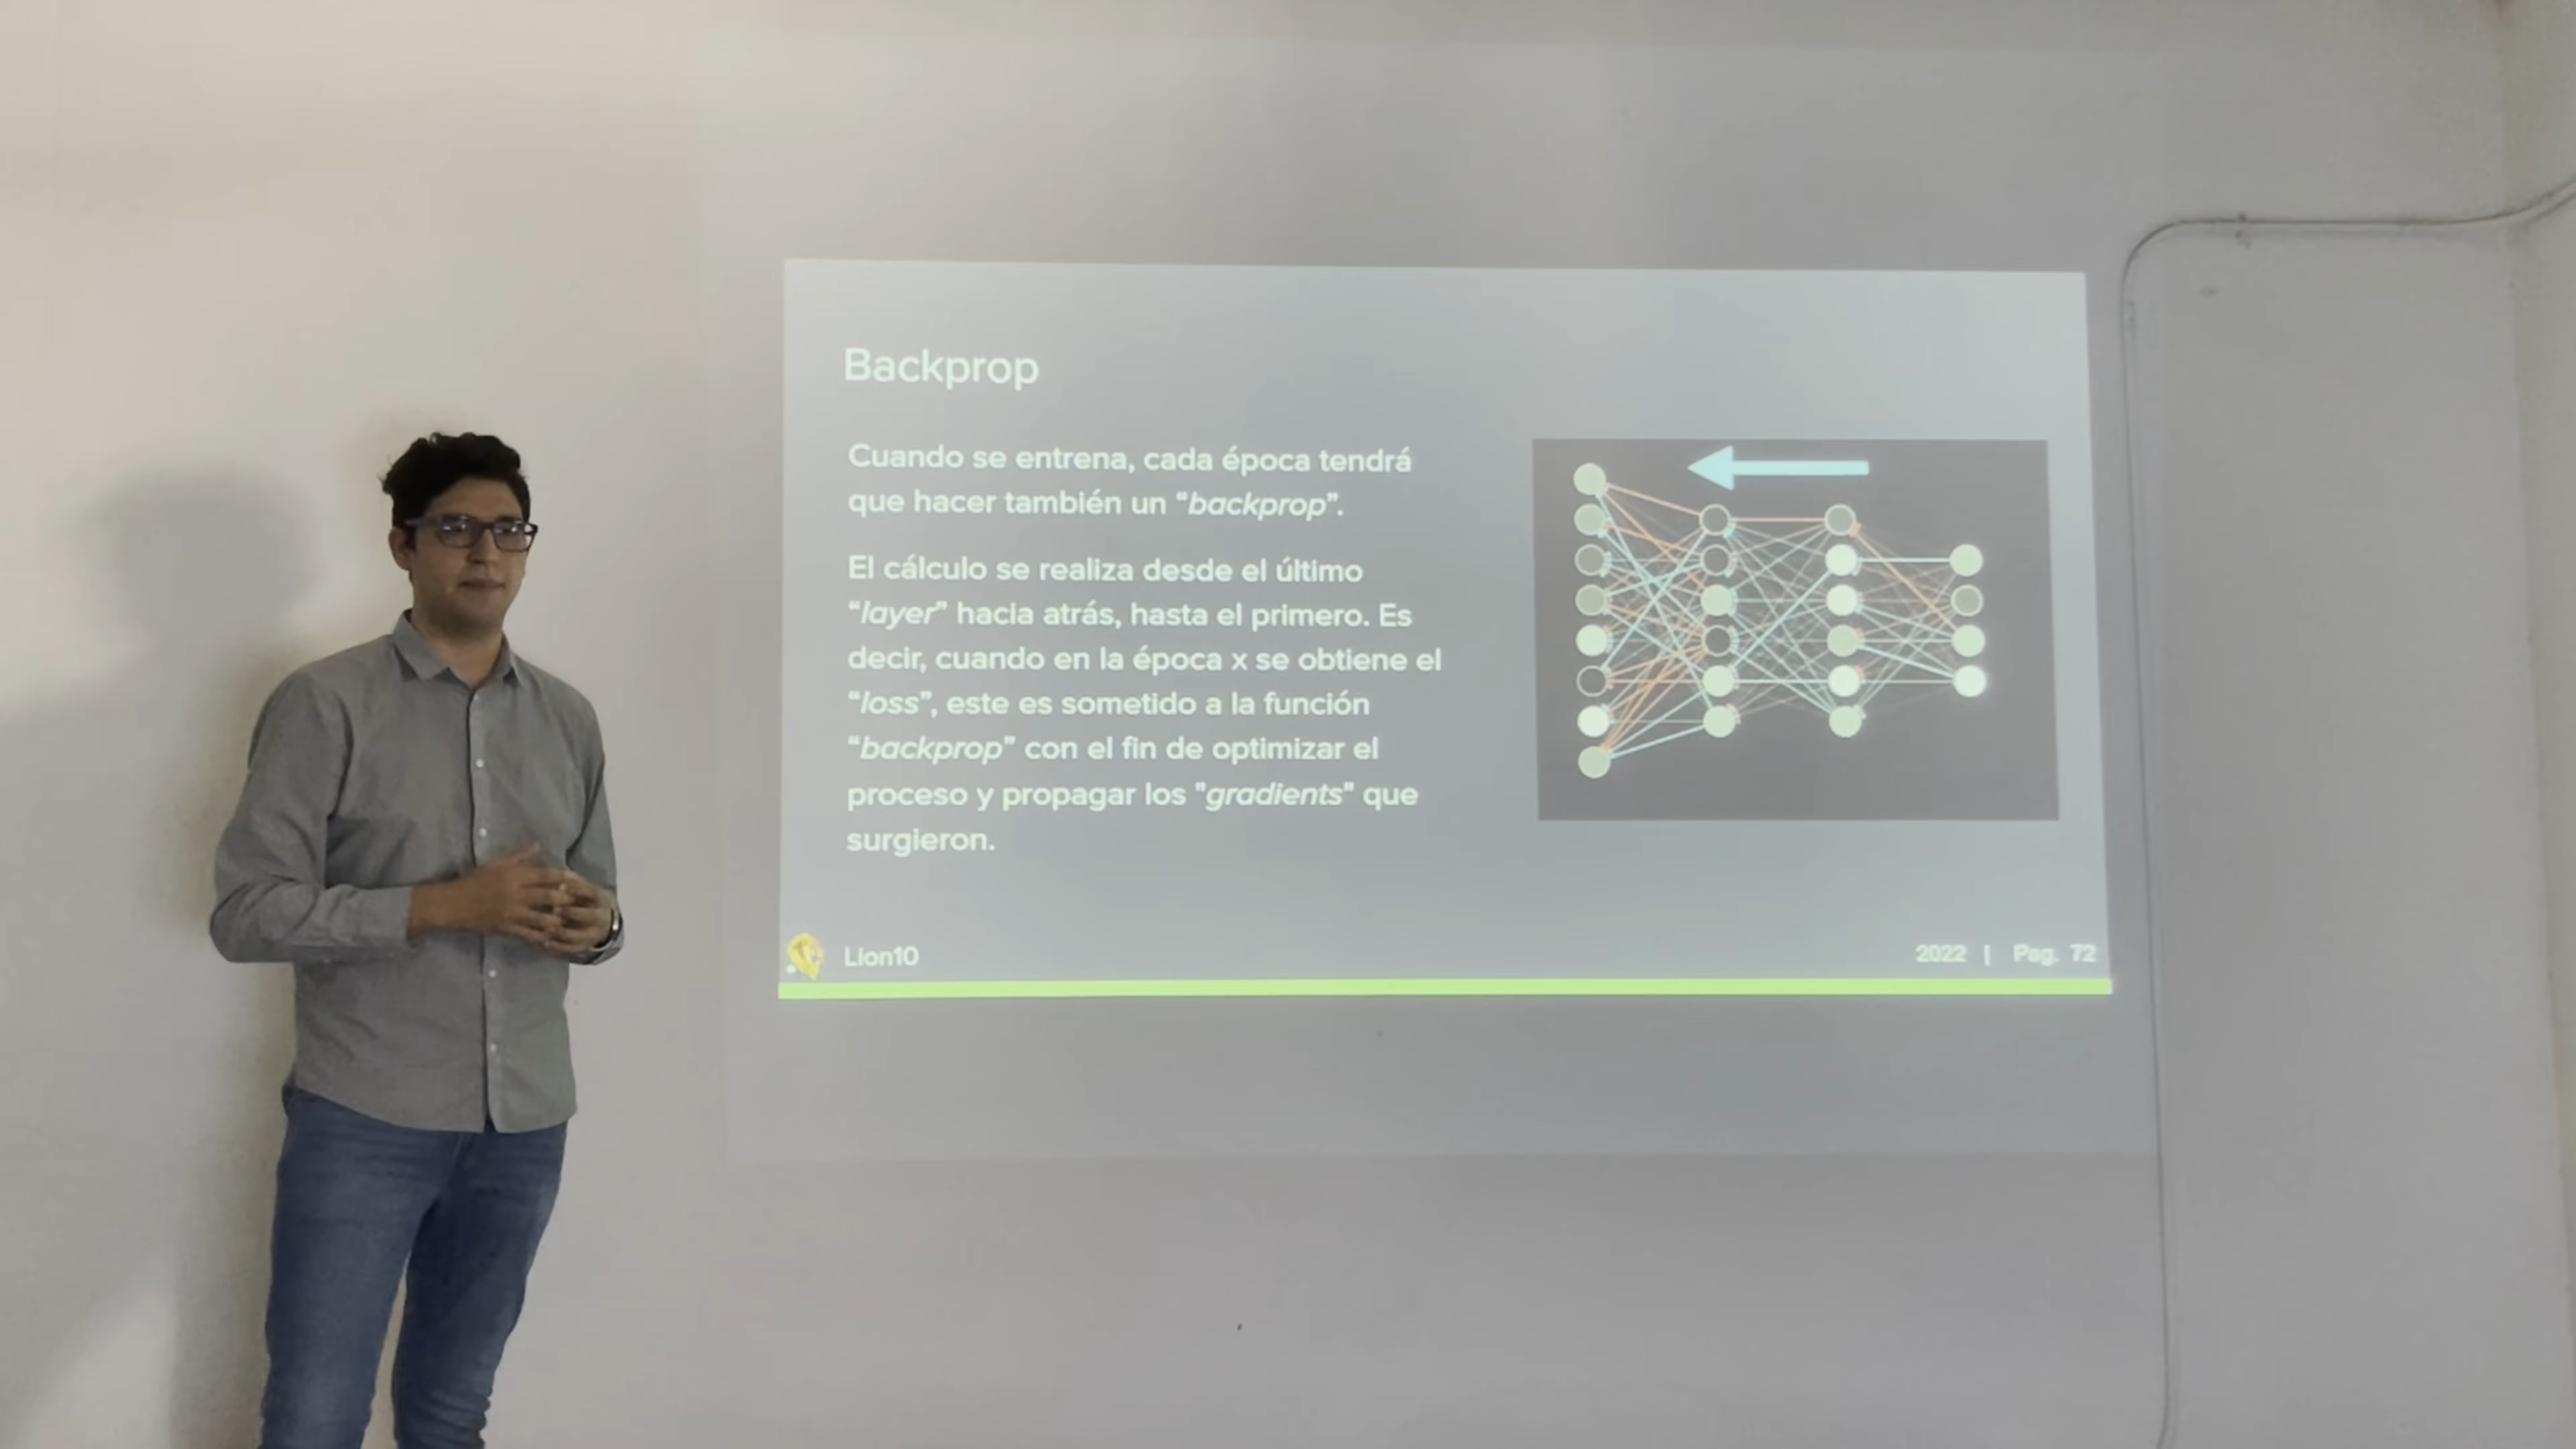 Backprop
Cuando se entrena, cada época tendrá
que hacer también un “backprop”.
El cálculo se realiza desde el último
“layer” hacia atrás, hasta el primero. Es
decir, cuando en la época x se obtiene el
“loss”, este es sometido a la función
“backprop” con el fin de optimizar el
proceso y propagar los "gradients" que
surgieron.
Lion10
2022 | Pag. 72